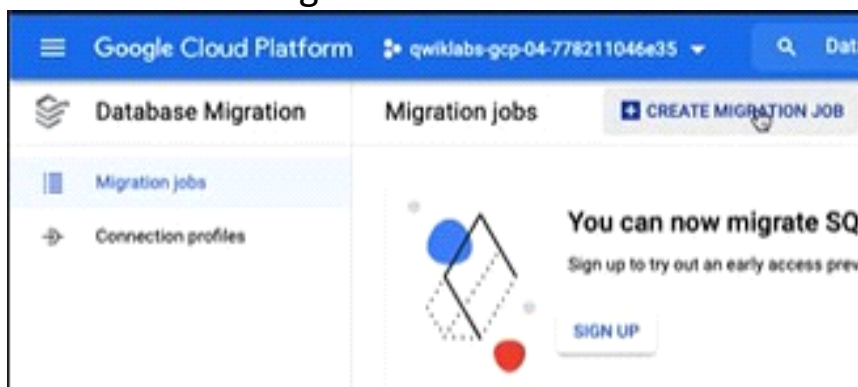 Google Cloud Platform qwiklabs-gcp-04-778211046e35 Dat
Database Migration Migration jobs CREATE MIGRATION JOB
Migration jobs
Connection profiles
You can now migrate SQ
Sign up to try out an early access prev
SIGN UP